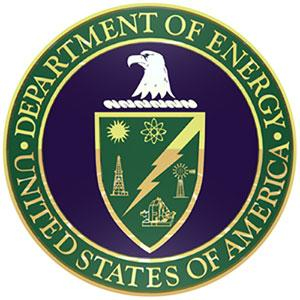 ·DEPARTMENT OF ENERGY·
UNITED STATES OF AMERICA